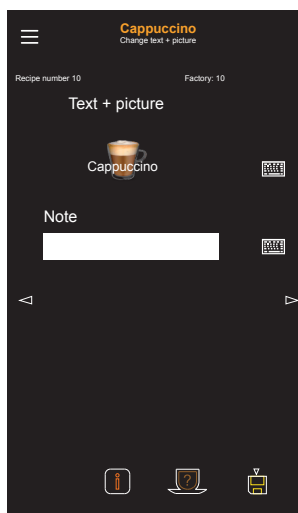 Cappuccino
Change text + picture
Recipe number 10 Factory: 10
Text + picture
Cappuccino
Note
i
?